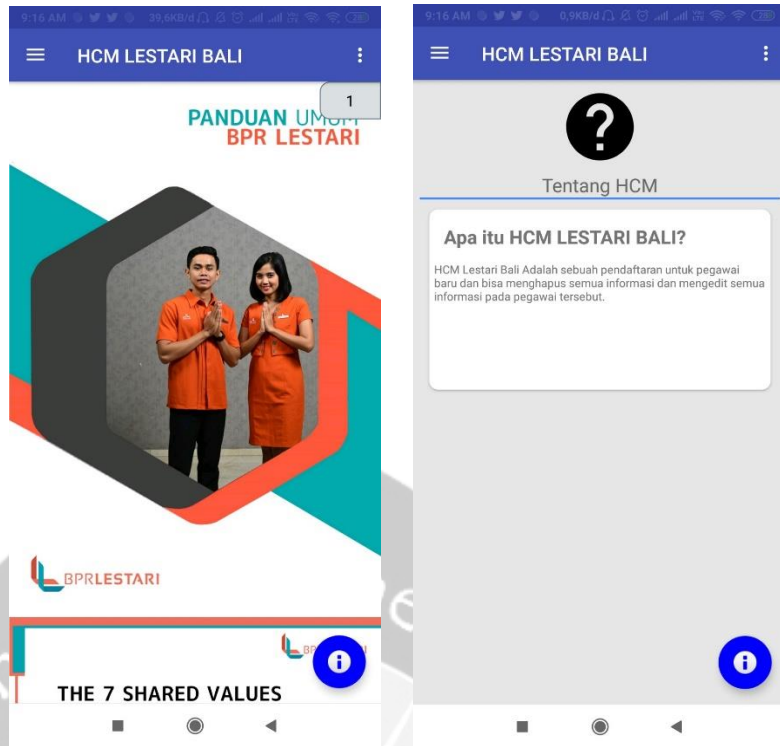 9:16 AM 39,6KB/d
HCM LESTARI BALI
1
PANDUAN UMUM
BPR LESTARI
BPRLESTARI
THE 7 SHARED VALUES
9:16 AM 0,9KB/d
HCM LESTARI BALI
Tentang HCM
Apa itu HCM LESTARI BALI?
HCM Lestari Bali Adalah sebuah pendaftaran untuk pegawai
baru dan bisa menghapus semua informasi dan mengedit semua
informasi pada pegawai tersebut.